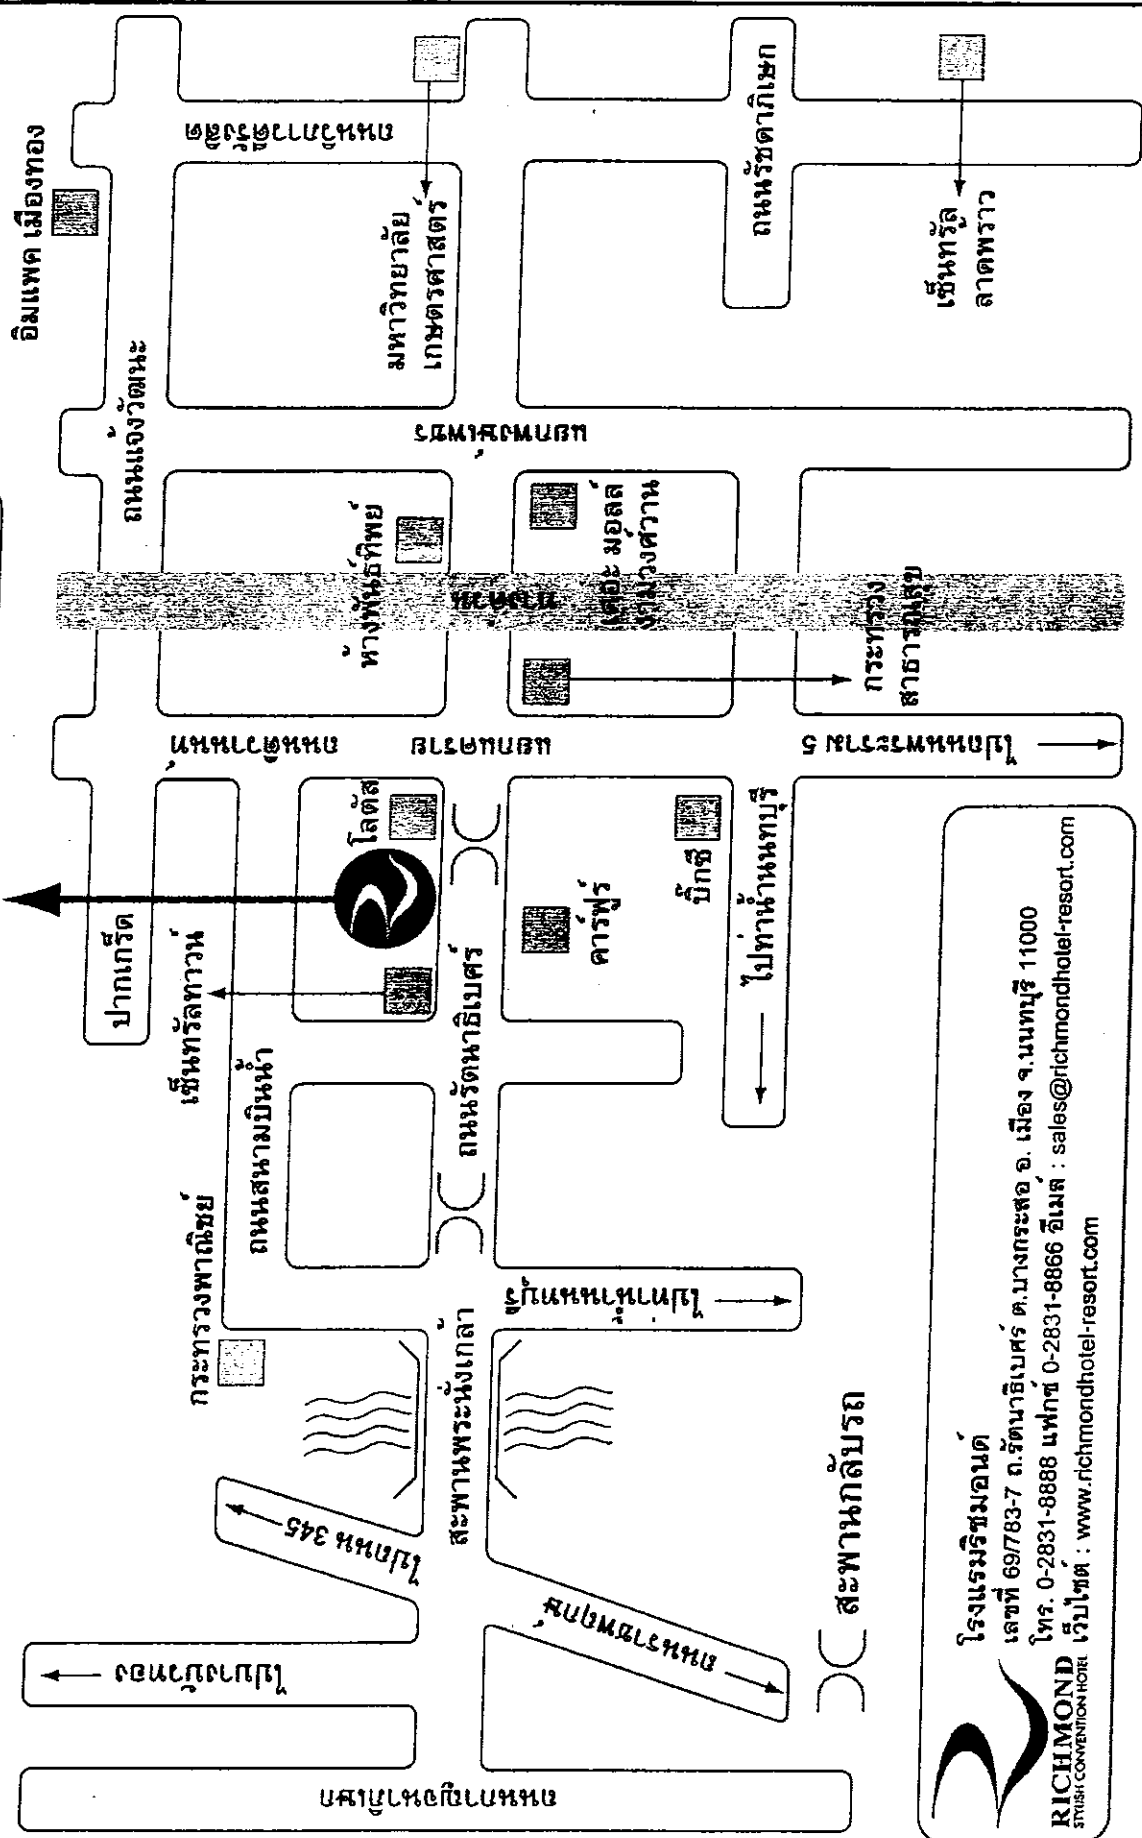 อิมแพค เมืองทอง
ถนนแจ้งวัฒนะ
ปากเกร็ด
ถนนวิภาวดีรังสิต
มหาวิทยาลัย
เกษตรศาสตร์
ถนนรัชดาภิเษก
เซ็นทรัล
ลาดพร้าว
แยกพงษ์เพชร
ห้างพันธ์ทิพย์
เดอะ มอลล์
งามวงศ์วาน
ทางด่วน
กระทรวง
สาธารณสุข
ถนนติวานนท์
แยกแคราย
ไปถนนพระราม 5
โลตัส
เซ็นทรัลทาวน์
คาร์ฟูร์
บิ๊กซี
ไปท่าน้ำนนทบุรี
ถนนสนามบินน้ำ
ถนนรัตนาธิเบศร์
กระทรวงพาณิชย์
ไปท่าน้ำนนทบุรี
สะพานพระนั่งเกล้า
ไปถนน 345
ถนนราชพฤกษ์
ไปบางบัวทอง
ถนนกาญจนาภิเษก
สะพานกลับรถ
โรงแรมริชมอนด์
เลขที่ 69/783-7 ถ.รัตนาธิเบศร์ ต.บางกระสอ อ. เมือง จ.นนทบุรี 11000
โทร. 0-2831-8888 แฟกซ์ 0-2831-8866 อีเมล์ : sales@richmondhotel-resort.com
เว็บไซต์ : www.richmondhotel-resort.com
RICHMOND
STYLISH CONVENTION HOTEL